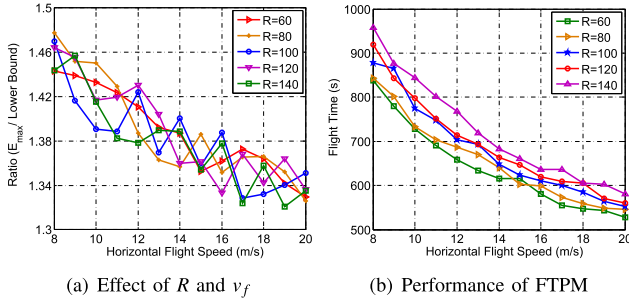 1.5
1.46
1.42
1.38
1.34
1.3
Ratio (E_max / Lower Bound)
8 10 12 14 16 18 20
Horizontal Flight Speed (m/s)
R=60
R=80
R=100
R=120
R=140
(a) Effect of R and v_f
1000
900
800
700
600
500
Flight Time (s)
8 10 12 14 16 18 20
Horizontal Flight Speed (m/s)
R=60
R=80
R=100
R=120
R=140
(b) Performance of FTPM